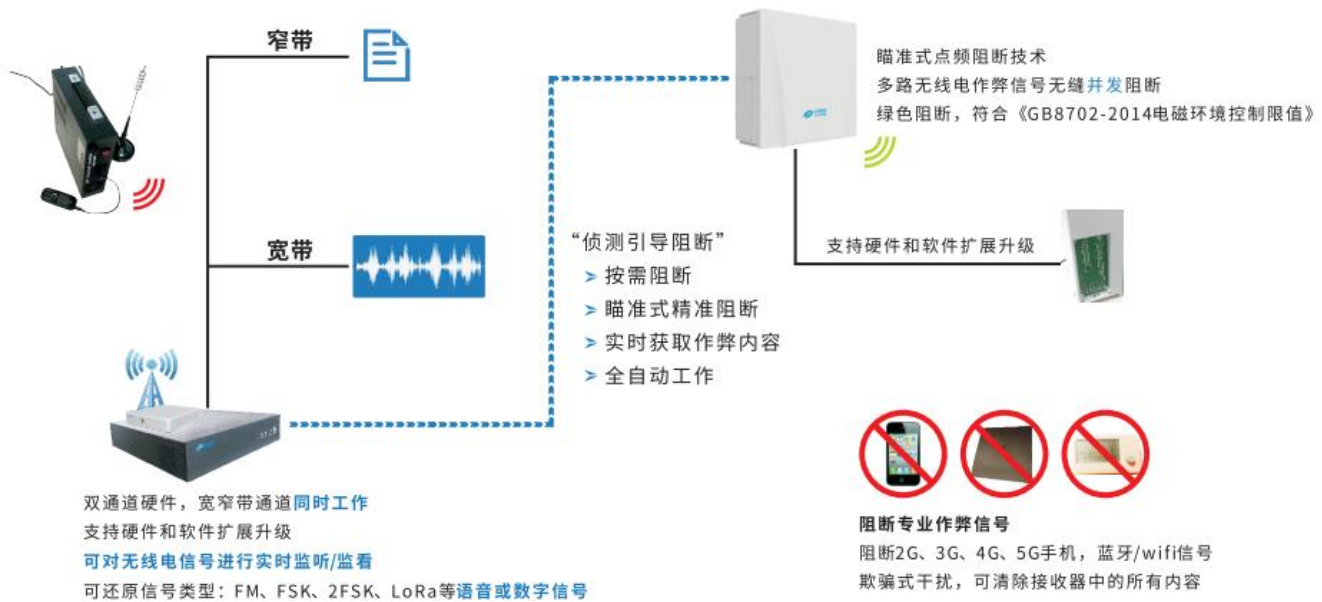 窄带
瞄准式点频阻断技术
多路无线电作弊信号无缝并发阻断
绿色阻断，符合《GB8702-2014电磁环境控制限值》
宽带
“侦测引导阻断”
➤ 按需阻断
➤ 瞄准式精准阻断
➤ 实时获取作弊内容
➤ 全自动工作
支持硬件和软件扩展升级
双通道硬件，宽窄带通道同时工作
支持硬件和软件扩展升级
可对无线电信号进行实时监听/监看
可还原信号类型：FM、FSK、2FSK、LoRa等语音或数字信号
阻断专业作弊信号
阻断2G、3G、4G、5G手机，蓝牙/wifi信号
欺骗式干扰，可清除接收器中的所有内容